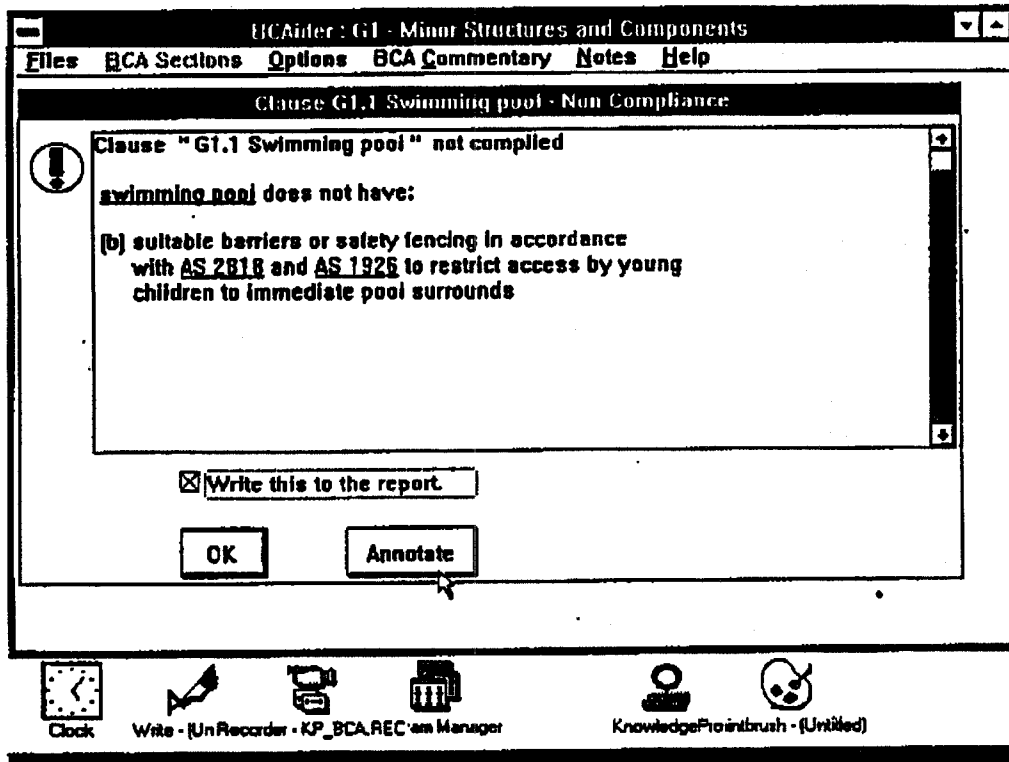 BCAider : G1 - Minor Structures and Components
Files BCA Sections Options BCA Commentary Notes Help
Clause G1.1 Swimming pool - Non Compliance
Clause "G1.1 Swimming pool" not complied
swimming pool does not have:
(b) suitable barriers or safety fencing in accordance
with AS 2818 and AS 1926 to restrict access by young
children to immediate pool surrounds
Write this to the report.
OK Annotate
Clock Write - (Un Recorder - KP_BCA.REC am Manager KnowledgePro intbrush - (Untitled)